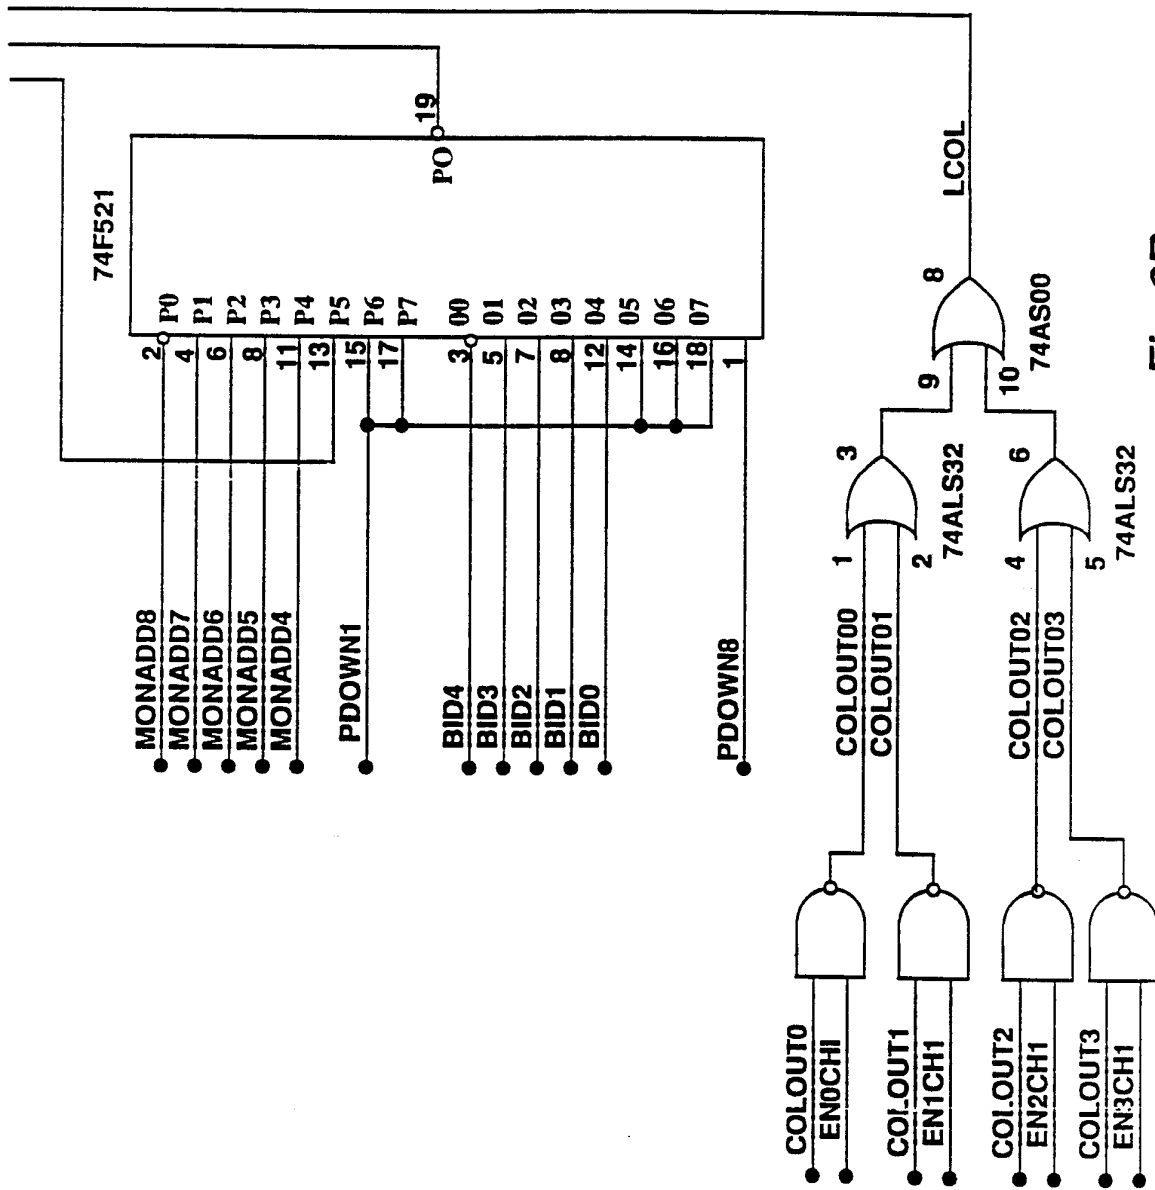 74F521
19
PO
P0
P1
P2
P3
P4
P5
P6
P7
00
01
02
03
04
05
06
07
2
4
6
8
11
13
15
17
3
5
7
8
12
14
16
18
1
MONADD8
MONADD7
MONADD6
MONADD5
MONADD4
PDOWN1
BID4
BID3
BID2
BID1
BID0
PDOWN8
LCOL
8
9
10
74AS00
3
1
2
74ALS32
6
4
5
74ALS32
COLOUT00
COLOUT01
COLOUT02
COLOUT03
COLOUT0
EN0CHI
COLOUT1
EN1CH1
COLOUT2
EN2CH1
COLOUT3
EN3CH1